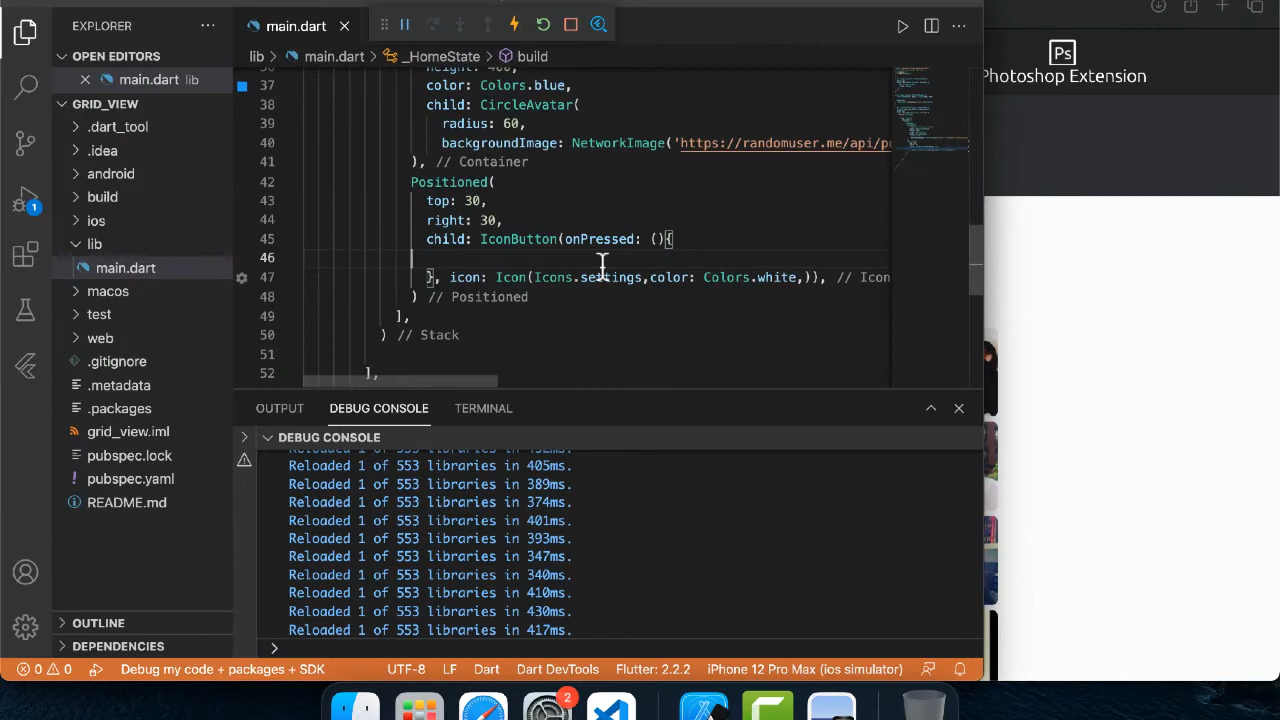 EXPLORER
OPEN EDITORS
main.dart lib
GRID_VIEW
.dart_tool
.idea
android
build
ios
lib
main.dart
macos
test
web
.gitignore
.metadata
.packages
grid_view.iml
pubspec.lock
pubspec.yaml
README.md
OUTLINE
DEPENDENCIES
1
main.dart
lib > main.dart > _HomeState > build
37 color: Colors.blue,
38 child: CircleAvatar(
39 radius: 60,
40 backgroundImage: NetworkImage('https://randomuser.me/api/p
41 ), // Container
42 Positioned(
43 top: 30,
44 right: 30,
45 child: IconButton(onPressed: (){
46
47 }, icon: Icon(Icons.settings,color: Colors.white,)), // Icon
48 ) // Positioned
49 ],
50 ) // Stack
51
52 ],
OUTPUT DEBUG CONSOLE TERMINAL
DEBUG CONSOLE
Reloaded 1 of 553 libraries in 405ms.
Reloaded 1 of 553 libraries in 389ms.
Reloaded 1 of 553 libraries in 374ms.
Reloaded 1 of 553 libraries in 401ms.
Reloaded 1 of 553 libraries in 393ms.
Reloaded 1 of 553 libraries in 347ms.
Reloaded 1 of 553 libraries in 340ms.
Reloaded 1 of 553 libraries in 410ms.
Reloaded 1 of 553 libraries in 430ms.
Reloaded 1 of 553 libraries in 417ms.
0 0 Debug my code + packages + SDK UTF-8 LF Dart Dart DevTools Flutter: 2.2.2 iPhone 12 Pro Max (ios simulator)
Ps
Photoshop Extension
2